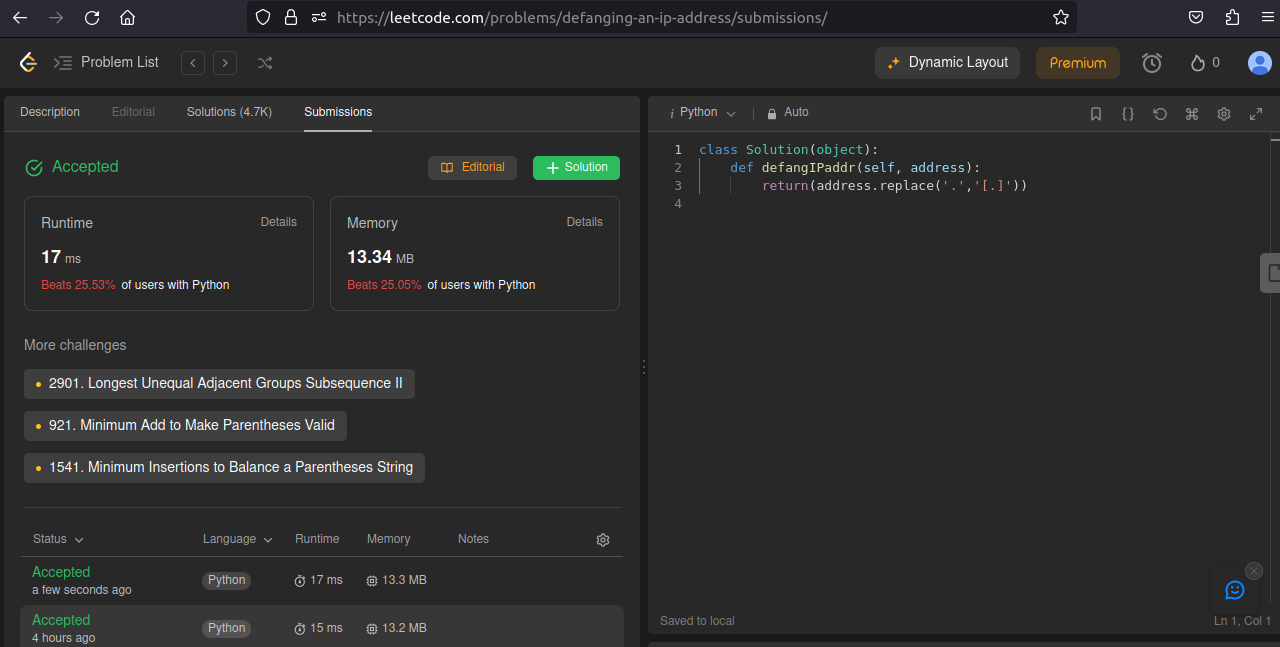 https://leetcode.com/problems/defanging-an-ip-address/submissions/
Problem List
Dynamic Layout
Premium
0
Description
Editorial
Solutions (4.7K)
Submissions
Accepted
Editorial
Solution
Runtime
Details
17 ms
Beats 25.53% of users with Python
Memory
Details
13.34 MB
Beats 25.05% of users with Python
More challenges
2901. Longest Unequal Adjacent Groups Subsequence II
921. Minimum Add to Make Parentheses Valid
1541. Minimum Insertions to Balance a Parentheses String
Status
Language
Runtime
Memory
Notes
Accepted
a few seconds ago
Python
17 ms
13.3 MB
Accepted
4 hours ago
Python
15 ms
13.2 MB
i Python
Auto
1 class Solution(object):
2 def defangIPaddr(self, address):
3 return(address.replace('.','[.]'))
4
Saved to local
Ln 1, Col 1